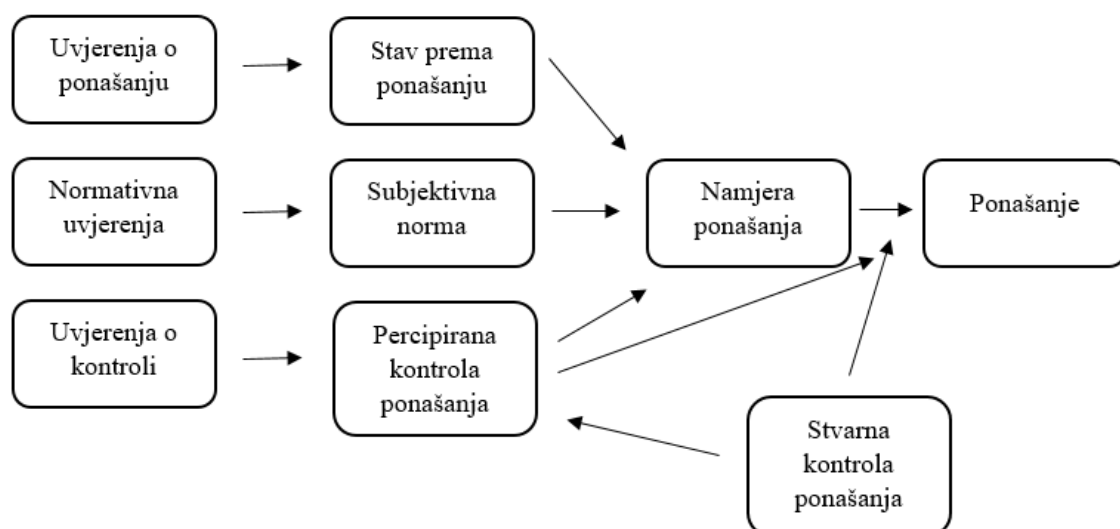 Uvjerenja o
ponašanju
Stav prema
ponašanju
Normativna
uvjerenja
Subjektivna
norma
Namjera
ponašanja
Ponašanje
Uvjerenja o
kontroli
Percipirana
kontrola
ponašanja
Stvarna
kontrola
ponašanja